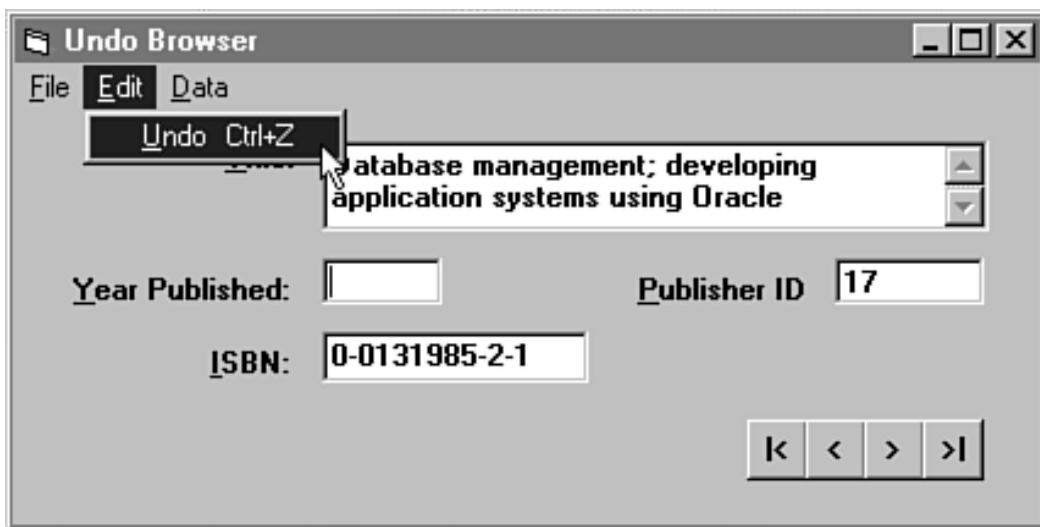 Undo Browser
File Edit Data
Undo Ctrl+Z
Database management; developing
application systems using Oracle
Year Published:
Publisher ID 17
ISBN: 0-0131985-2-1
|< < > >|